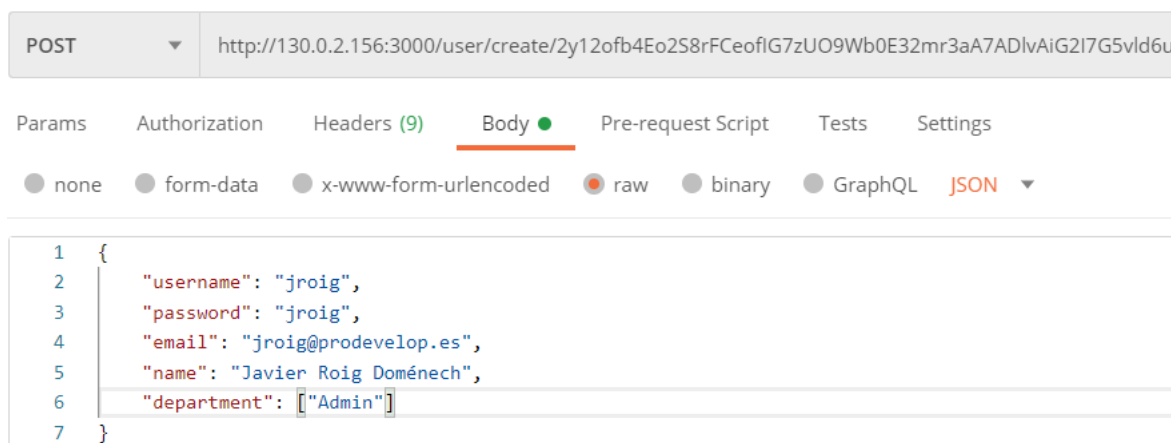 POST http://130.0.2.156:3000/user/create/2y12ofb4Eo2S8rFCeofIG7zUO9Wb0E32mr3aA7ADlvAiG2I7G5vld6u
Params Authorization Headers (9) Body Pre-request Script Tests Settings
none form-data x-www-form-urlencoded raw binary GraphQL JSON
1 {
2 "username": "jroig",
3 "password": "jroig",
4 "email": "jroig@prodevelop.es",
5 "name": "Javier Roig Doménech",
6 "department": ["Admin"]
7 }